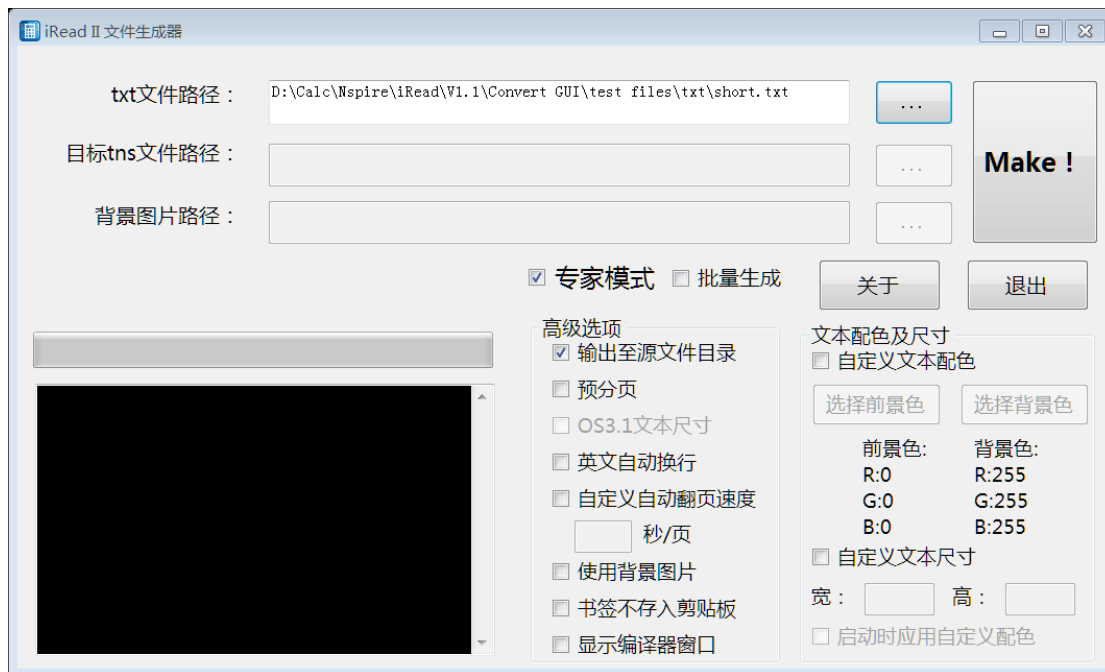 iRead II 文件生成器
txt文件路径：
D:\Calc\Nspire\iRead\V1.1\Convert GUI\test files\txt\short.txt
...
Make !
目标tns文件路径：
...
背景图片路径：
...
专家模式
批量生成
关于
退出
高级选项
输出至源文件目录
预分页
OS3.1文本尺寸
英文自动换行
自定义自动翻页速度
秒/页
使用背景图片
书签不存入剪贴板
显示编译器窗口
文本配色及尺寸
自定义文本配色
选择前景色
选择背景色
前景色: 背景色:
R:0 R:255
G:0 G:255
B:0 B:255
自定义文本尺寸
宽： 高：
启动时应用自定义配色